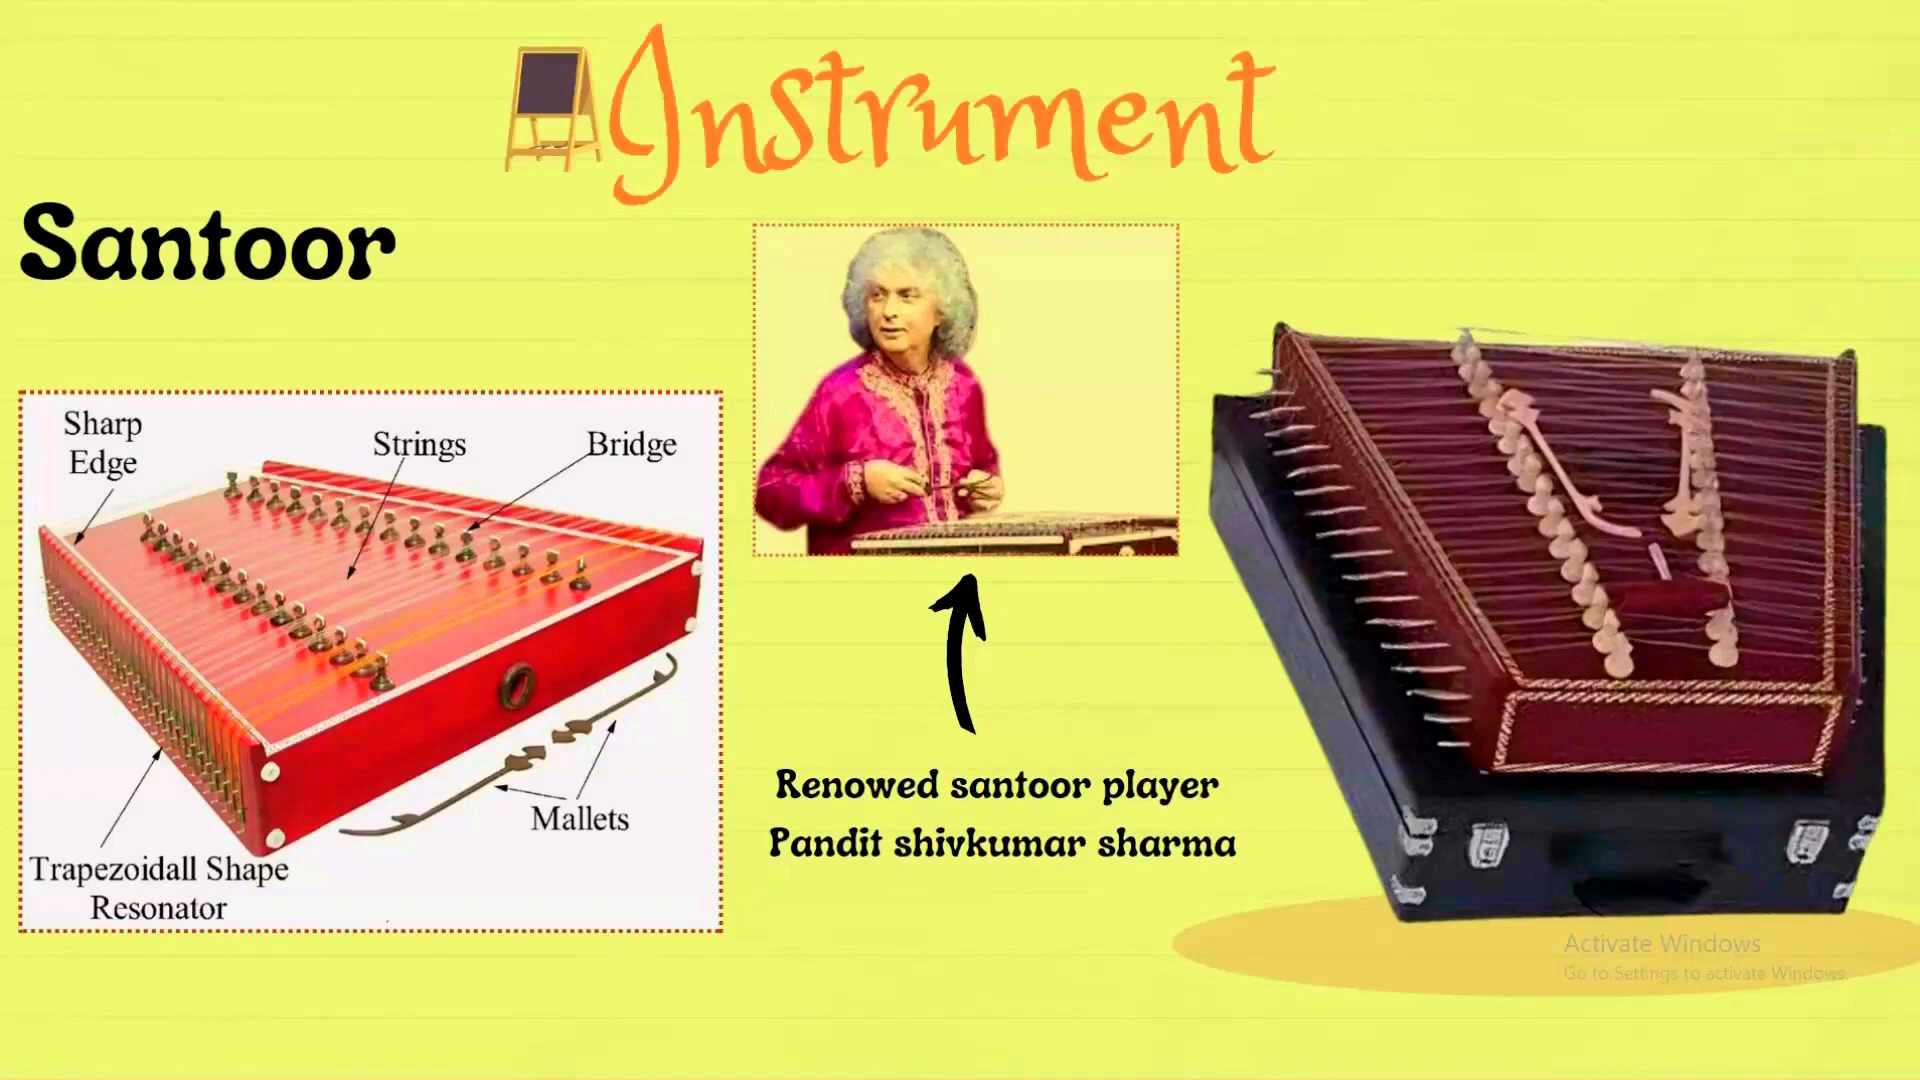 Instrument
Santoor
Sharp
Edge
Strings
Bridge
Mallets
Trapezoidall Shape
Resonator
Renowed santoor player
Pandit shivkumar sharma
Activate Windows
Go to Settings to activate Windows.